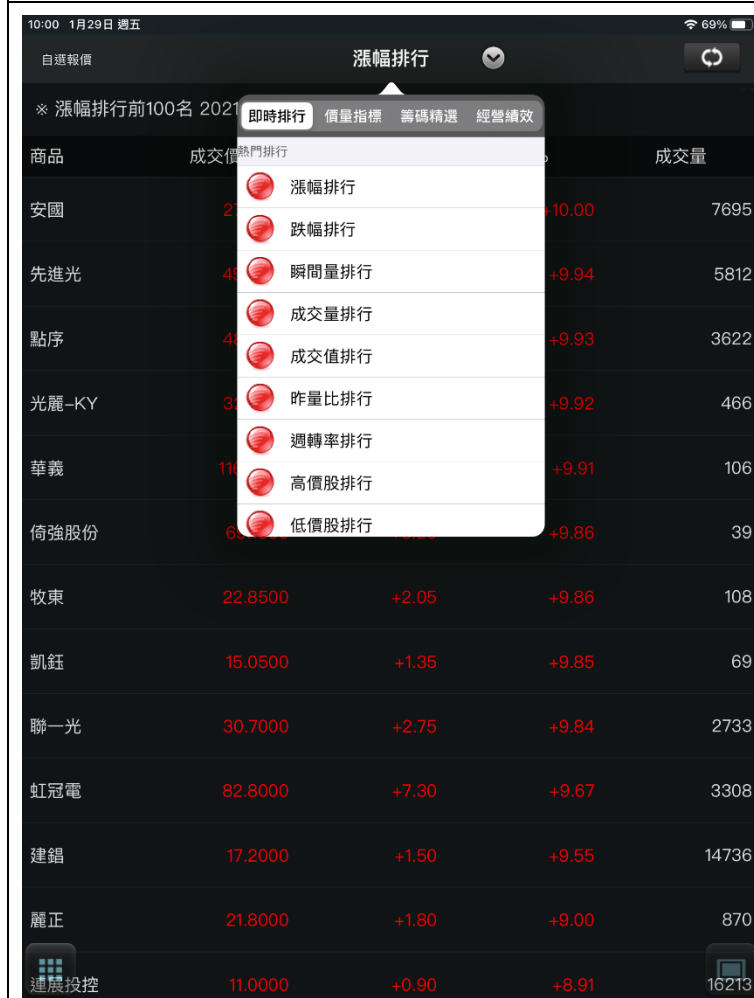 10:00 1月29日 週五 69%
自選報價 漲幅排行
※ 漲幅排行前100名 2021
即時排行 價量指標 籌碼精選 經營績效
商品 成交價 成交量
熱門排行
漲幅排行
跌幅排行
瞬間量排行
成交量排行
成交值排行
昨量比排行
週轉率排行
高價股排行
低價股排行
安國 +10.00 7695
先進光 +9.94 5812
點序 +9.93 3622
光麗-KY +9.92 466
華義 116 +9.91 106
倚強股份 +9.86 39
牧東 22.8500 +2.05 +9.86 108
凱鈺 15.0500 +1.35 +9.85 69
聯一光 30.7000 +2.75 +9.84 2733
虹冠電 82.8000 +7.30 +9.67 3308
建錩 17.2000 +1.50 +9.55 14736
麗正 21.8000 +1.80 +9.00 870
連展投控 11.0000 +0.90 +8.91 16213